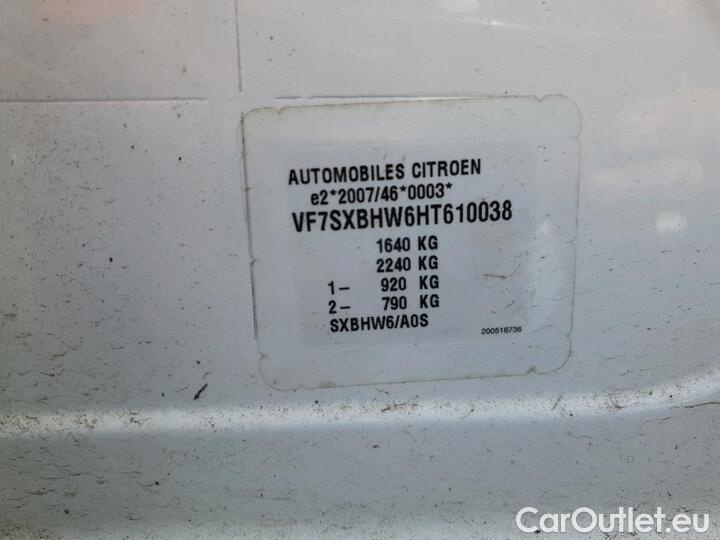 AUTOMOBILES CITROEN
e2*2007/46*0003*
VF7SXBHW6HT610038
1640 KG
2240 KG
1– 920 KG
2– 790 KG
SXBHW6/A0S
200518736
CarOutlet.eu